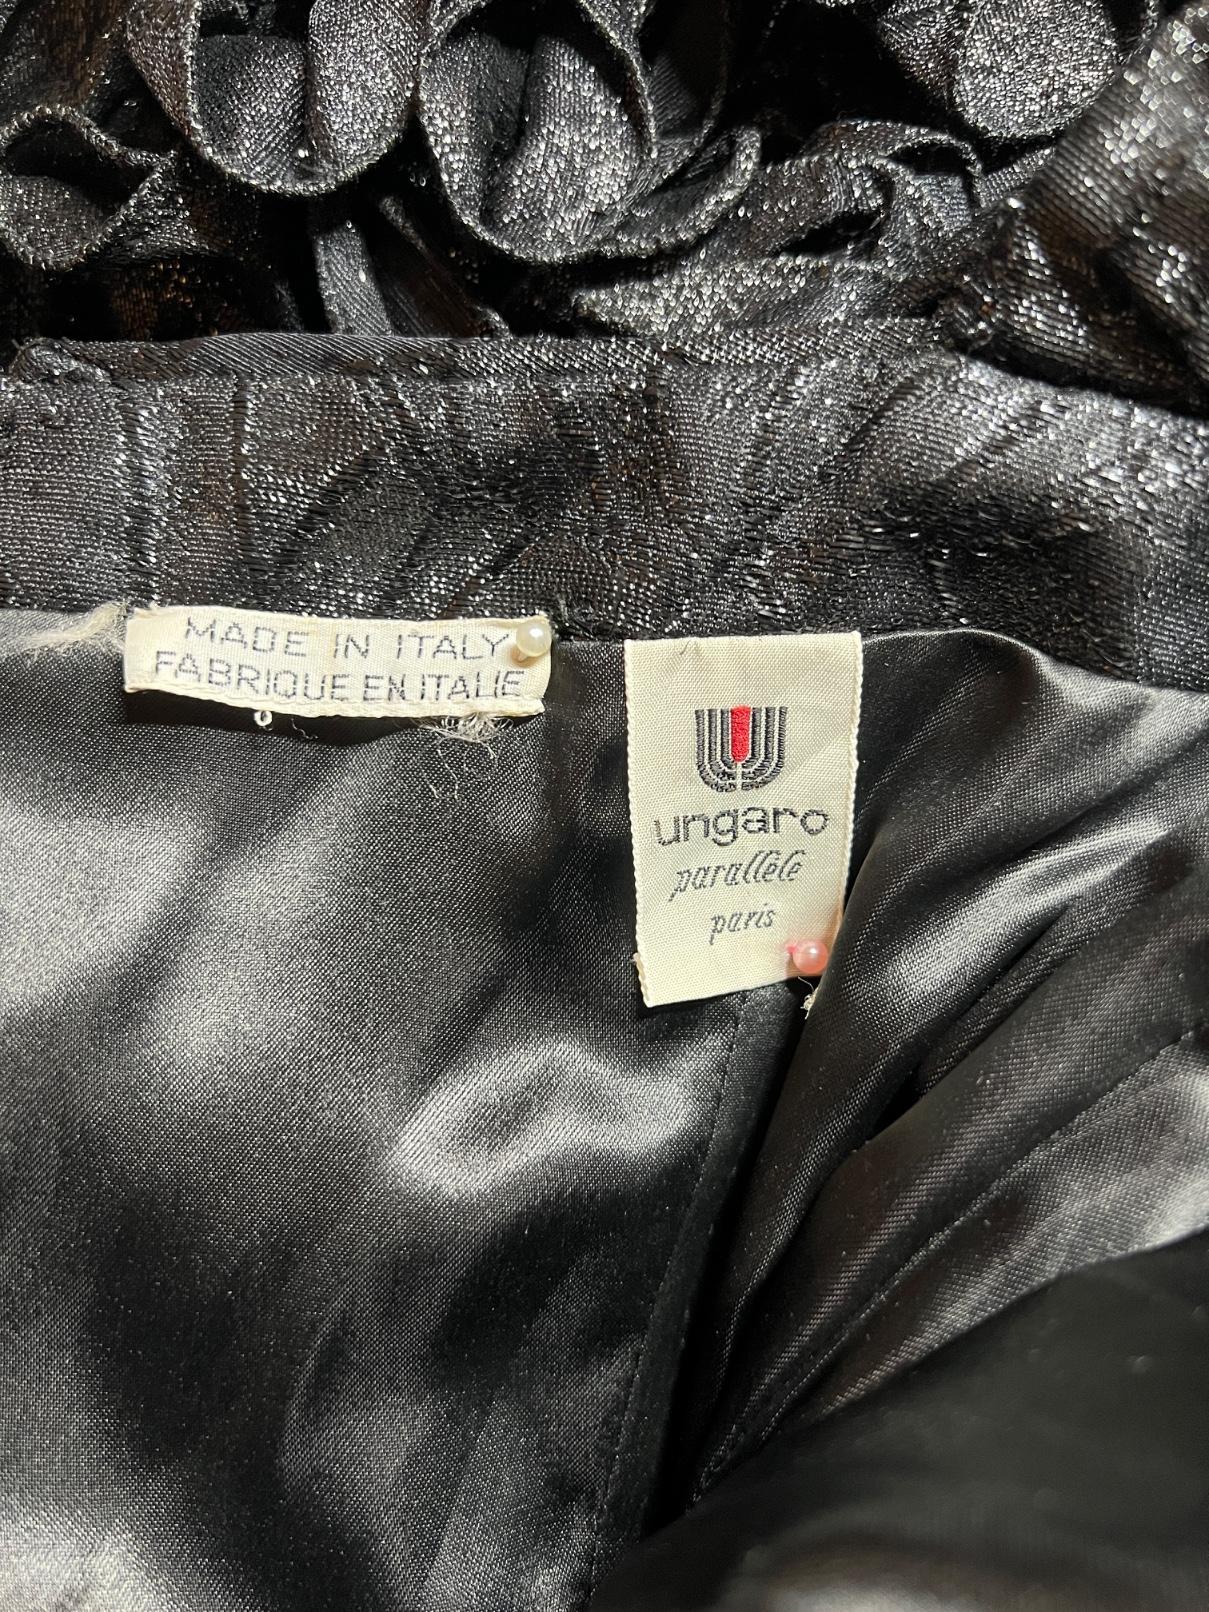 MADE IN ITALY
FABRIQUE EN ITALIE
ungaro
parallèle
paris